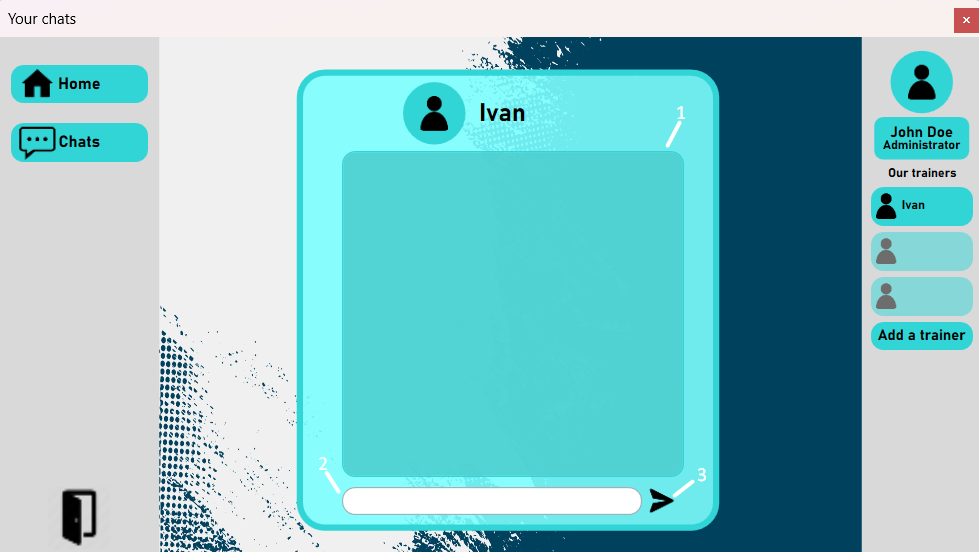 Your chats
Home
Chats
Ivan
1
2
3
John Doe
Administrator
Our trainers
Ivan
Add a trainer